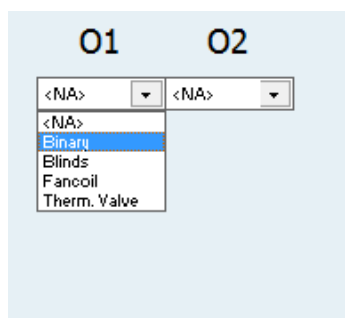 O1 O2
<NA> <NA>
<NA>
Binary
Blinds
Fancoil
Therm. Valve